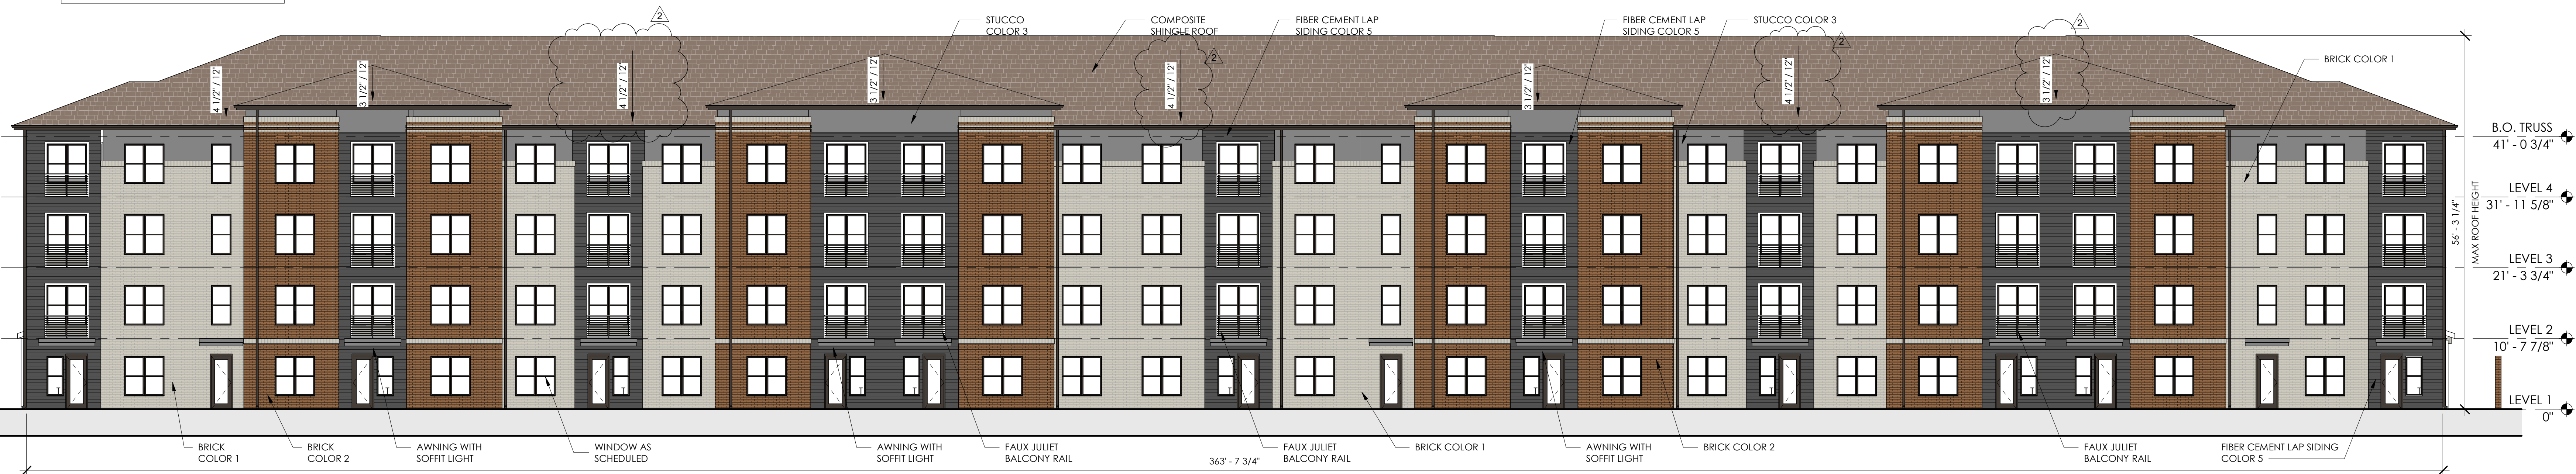 2
2
STUCCO
COLOR 3
COMPOSITE
SHINGLE ROOF
FIBER CEMENT LAP
SIDING COLOR 5
FIBER CEMENT LAP
SIDING COLOR 5
STUCCO COLOR 3
2
2
BRICK COLOR 1
4 1/2" / 12"
3 1/2" / 12"
4 1/2" / 12"
3 1/2" / 12"
4 1/2" / 12"
3 1/2" / 12"
4 1/2" / 12"
3 1/2" / 12"
B.O. TRUSS
41' - 0 3/4"
LEVEL 4
31' - 11 5/8"
56' - 3 1/4"
MAX ROOF HEIGHT
LEVEL 3
21' - 3 3/4"
LEVEL 2
10' - 7 7/8"
T
T
T
T
T
T
T
T
T
T
T
T
LEVEL 1
0"
BRICK
COLOR 1
BRICK
COLOR 2
AWNING WITH
SOFFIT LIGHT
WINDOW AS
SCHEDULED
AWNING WITH
SOFFIT LIGHT
FAUX JULIET
BALCONY RAIL
FAUX JULIET
BALCONY RAIL
BRICK COLOR 1
AWNING WITH
SOFFIT LIGHT
BRICK COLOR 2
FAUX JULIET
BALCONY RAIL
FIBER CEMENT LAP SIDING
COLOR 5
363' - 7 3/4"